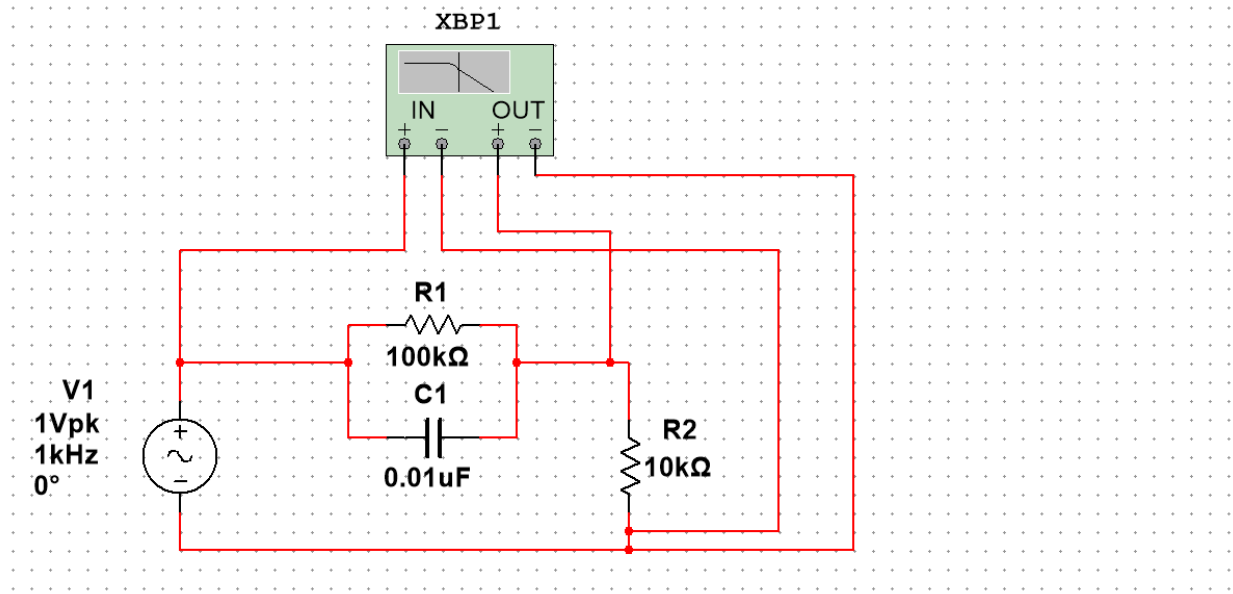 XBP1
IN OUT
+ − + −
R1
100kΩ
C1
0.01uF
V1
1Vpk
1kHz
0°
+
−
R2
10kΩ